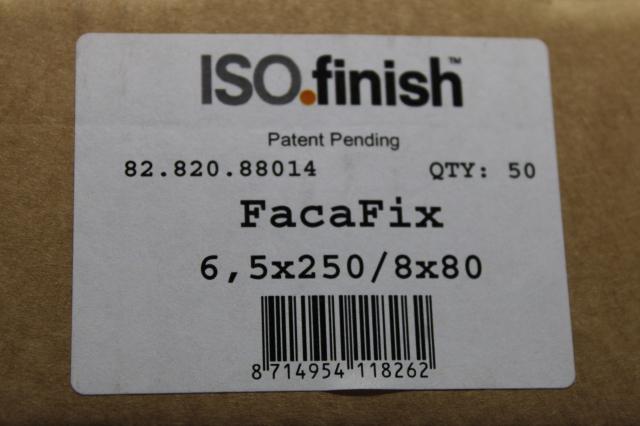 ISO.finish™
Patent Pending
82.820.88014 QTY: 50
FacaFix
6,5x250/8x80
8 714954 118262